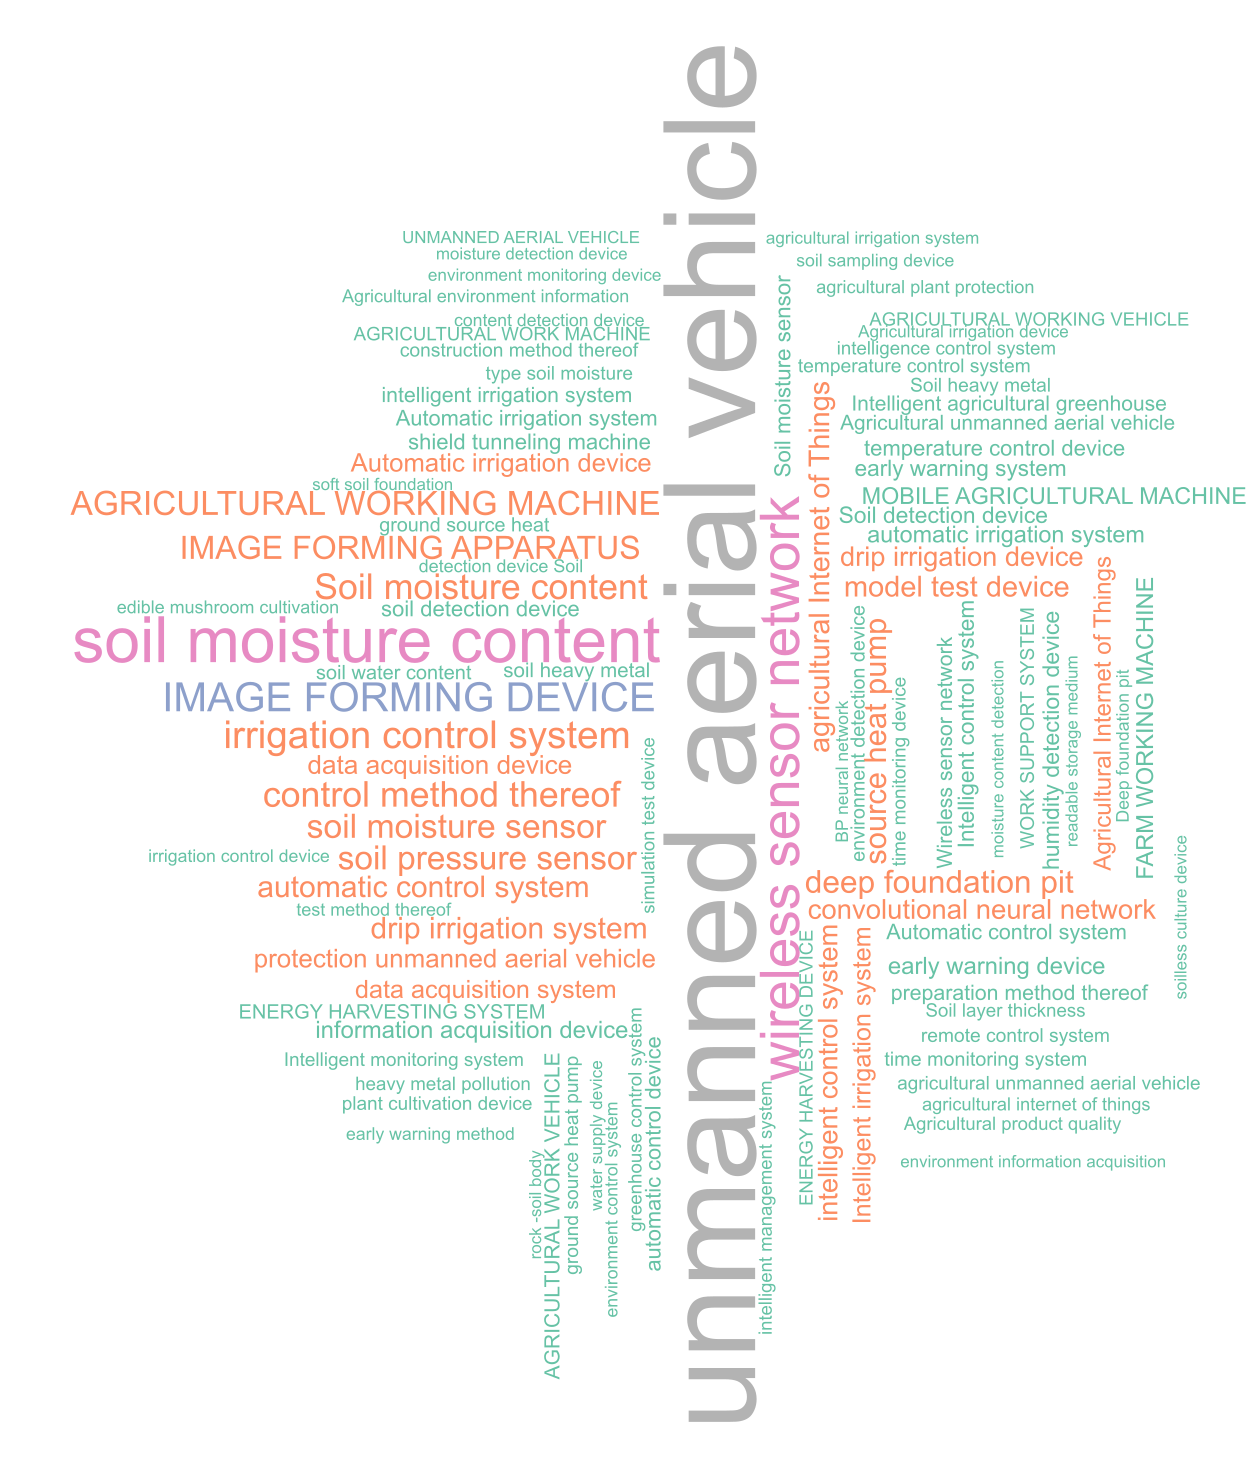 UNMANNED AERIAL VEHICLE
moisture detection device
environment monitoring device
Agricultural environment information
content detection device
AGRICULTURAL WORK MACHINE
construction method thereof
type soil moisture
intelligent irrigation system
Automatic irrigation system
shield tunneling machine
Automatic irrigation device
soft soil foundation
AGRICULTURAL WORKING MACHINE
ground source heat
IMAGE FORMING APPARATUS
detection device Soil
Soil moisture content
edible mushroom cultivation
soil detection device
soil moisture content
soil water content
soil heavy metal
IMAGE FORMING DEVICE
irrigation control system
data acquisition device
control method thereof
soil moisture sensor
irrigation control device
soil pressure sensor
automatic control system
test method thereof
drip irrigation system
protection unmanned aerial vehicle
data acquisition system
ENERGY HARVESTING SYSTEM
information acquisition device
Intelligent monitoring system
heavy metal pollution
plant cultivation device
early warning method
simulation test device
rock -soil body
AGRICULTURAL WORK VEHICLE
ground source heat pump
water supply device
environment control system
greenhouse control system
automatic control device
unmanned aerial vehicle
agricultural irrigation system
soil sampling device
agricultural plant protection
Soil moisture sensor
AGRICULTURAL WORKING VEHICLE
Agricultural irrigation device
intelligence control system
temperature control system
Soil heavy metal
Intelligent agricultural greenhouse
Agricultural unmanned aerial vehicle
temperature control device
early warning system
MOBILE AGRICULTURAL MACHINE
Soil detection device
automatic irrigation system
drip irrigation device
model test device
wireless sensor network
agricultural Internet of Things
BP neural network
environment detection device
source heat pump
time monitoring device
Wireless sensor network
Intelligent control system
moisture content detection
WORK SUPPORT SYSTEM
humidity detection device
readable storage medium
Agricultural Internet of Things
Deep foundation pit
FARM WORKING MACHINE
soilless culture device
deep foundation pit
convolutional neural network
Automatic control system
early warning device
preparation method thereof
Soil layer thickness
remote control system
time monitoring system
agricultural unmanned aerial vehicle
agricultural internet of things
Agricultural product quality
environment information acquisition
intelligent management system
ENERGY HARVESTING DEVICE
intelligent control system
Intelligent irrigation system